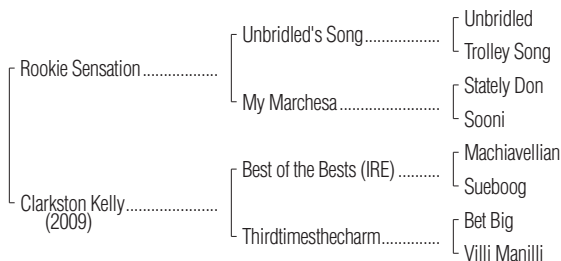 Unbridled
Unbridled's Song..................
Trolley Song
Rookie Sensation..................
Stately Don
My Marchesa........................
Sooni
Machiavellian
Best of the Bests (IRE)..........
Sueboog
Clarkston Kelly......................
(2009)
Bet Big
Thirdtimesthecharm..............
Villi Manilli